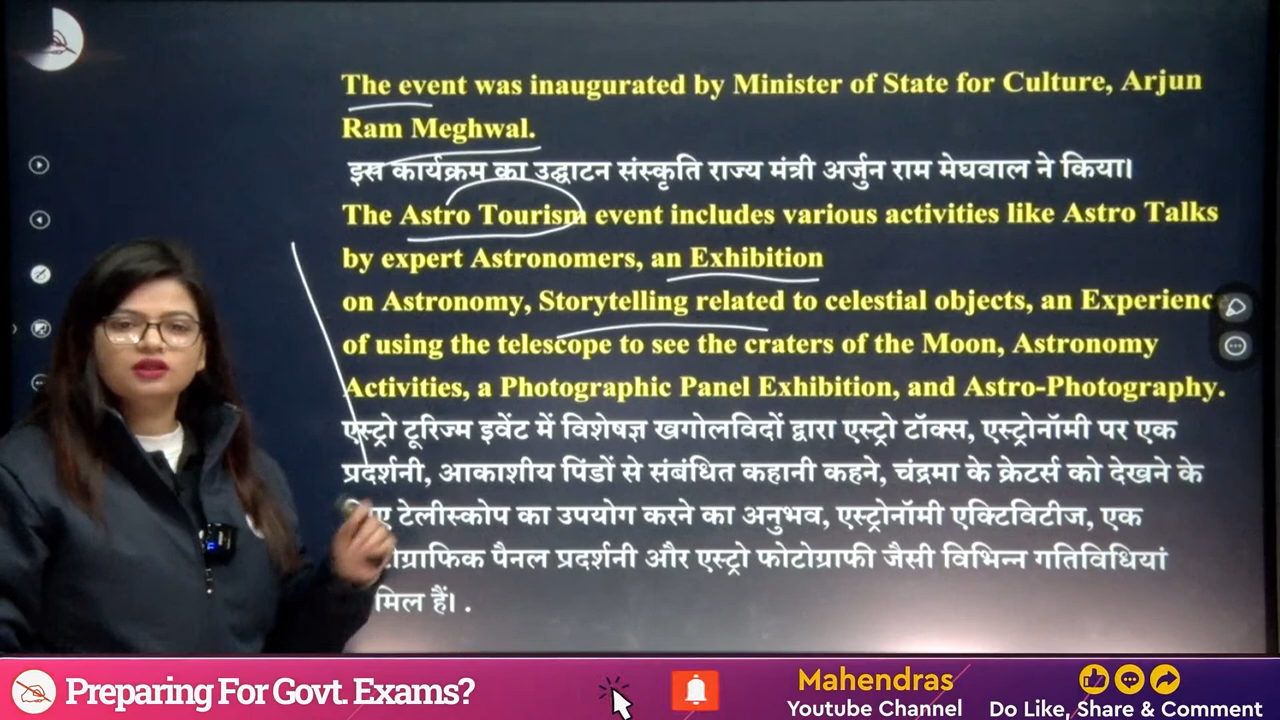 The event was inaugurated by Minister of State for Culture, Arjun
Ram Meghwal.
इस कार्यक्रम का उद्घाटन संस्कृति राज्य मंत्री अर्जुन राम मेघवाल ने किया।
The Astro Tourism event includes various activities like Astro Talks
by expert Astronomers, an Exhibition
on Astronomy, Storytelling related to celestial objects, an
of using the telescope to see the craters of the Moon, Astronomy
Activities, a Photographic Panel Exhibition, and Astro-Photography.
एस्ट्रो टूरिज्म इवेंट में विशेषज्ञ खगोलविदों द्वारा एस्ट्रो टॉक्स, एस्ट्रोनॉमी पर एक
प्रदर्शनी, आकाशीय पिंडों से संबंधित कहानी कहने, चंद्रमा के क्रेटर्स को देखने के
टेलीस्कोप का उपयोग करने का अनुभव, एस्ट्रोनॉमी एक्टिविटीज, एक
पैनल प्रदर्शनी और एस्ट्रो फोटोग्राफी जैसी विभिन्न गतिविधियां
हैं। .
Preparing For Govt. Exams?
Mahendras
Youtube Channel
Do Like, Share & Comment